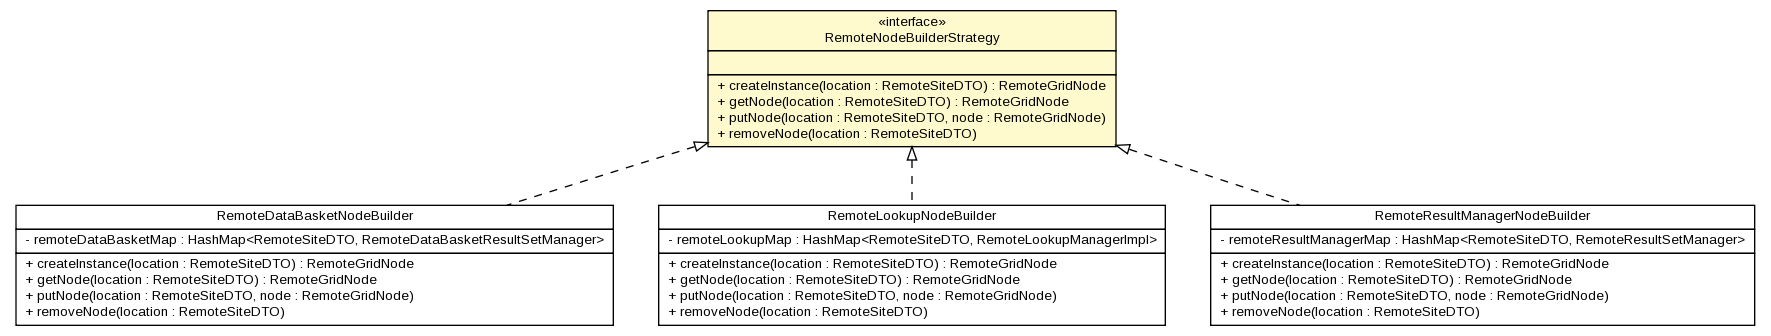 «interface»
RemoteNodeBuilderStrategy
+ createInstance(location : RemoteSiteDTO) : RemoteGridNode
+ getNode(location : RemoteSiteDTO) : RemoteGridNode
+ putNode(location : RemoteSiteDTO, node : RemoteGridNode)
+ removeNode(location : RemoteSiteDTO)
RemoteDataBasketNodeBuilder
- remoteDataBasketMap : HashMap<RemoteSiteDTO, RemoteDataBasketResultSetManager>
+ createInstance(location : RemoteSiteDTO) : RemoteGridNode
+ getNode(location : RemoteSiteDTO) : RemoteGridNode
+ putNode(location : RemoteSiteDTO, node : RemoteGridNode)
+ removeNode(location : RemoteSiteDTO)
RemoteLookupNodeBuilder
- remoteLookupMap : HashMap<RemoteSiteDTO, RemoteLookupManagerImpl>
+ createInstance(location : RemoteSiteDTO) : RemoteGridNode
+ getNode(location : RemoteSiteDTO) : RemoteGridNode
+ putNode(location : RemoteSiteDTO, node : RemoteGridNode)
+ removeNode(location : RemoteSiteDTO)
RemoteResultManagerNodeBuilder
- remoteResultManagerMap : HashMap<RemoteSiteDTO, RemoteResultSetManager>
+ createInstance(location : RemoteSiteDTO) : RemoteGridNode
+ getNode(location : RemoteSiteDTO) : RemoteGridNode
+ putNode(location : RemoteSiteDTO, node : RemoteGridNode)
+ removeNode(location : RemoteSiteDTO)